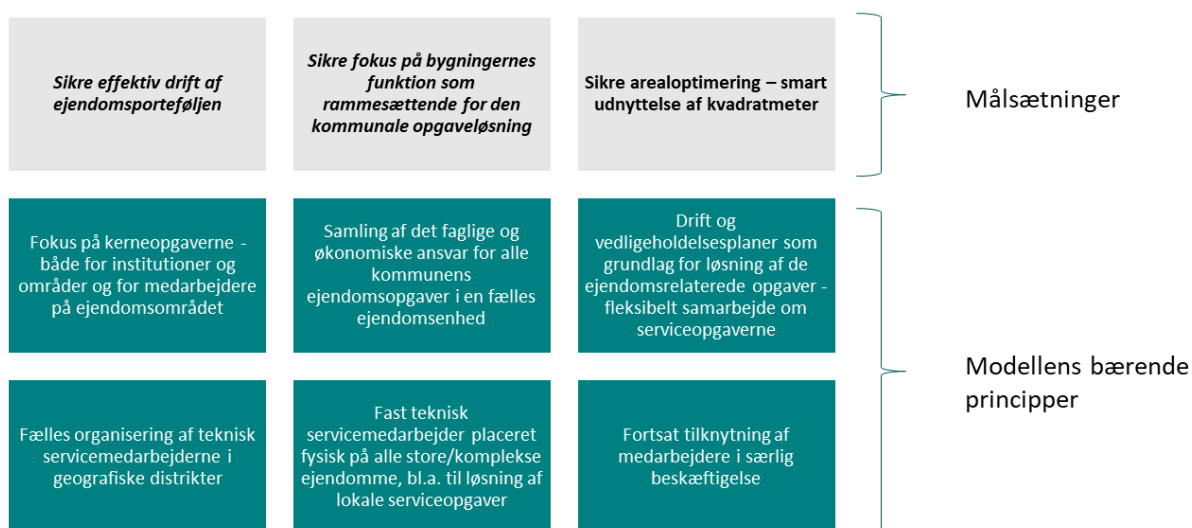 Sikre effektiv drift af
ejendomsporteføljen
Sikre fokus på bygningernes
funktion som
rammesættende for den
kommunale opgaveløsning
Sikre arealoptimering – smart
udnyttelse af kvadratmeter
Målsætninger
Fokus på kerneopgaverne -
både for institutioner og
områder og for medarbejdere
på ejendomsområdet
Samling af det faglige og
økonomiske ansvar for alle
kommunens
ejendomsopgaver i en fælles
ejendomsenhed
Drift og
vedligeholdelsesplaner som
grundlag for løsning af de
ejendomsrelaterede opgaver -
fleksibelt samarbejde om
serviceopgaverne
Modellens bærende
principper
Fælles organisering af teknisk
servicemedarbejderne i
geografiske distrikter
Fast teknisk
servicemedarbejder placeret
fysisk på alle store/komplekse
ejendomme, bl.a. til løsning af
lokale serviceopgaver
Fortsat tilknytning af
medarbejdere i særlig
beskæftigelse